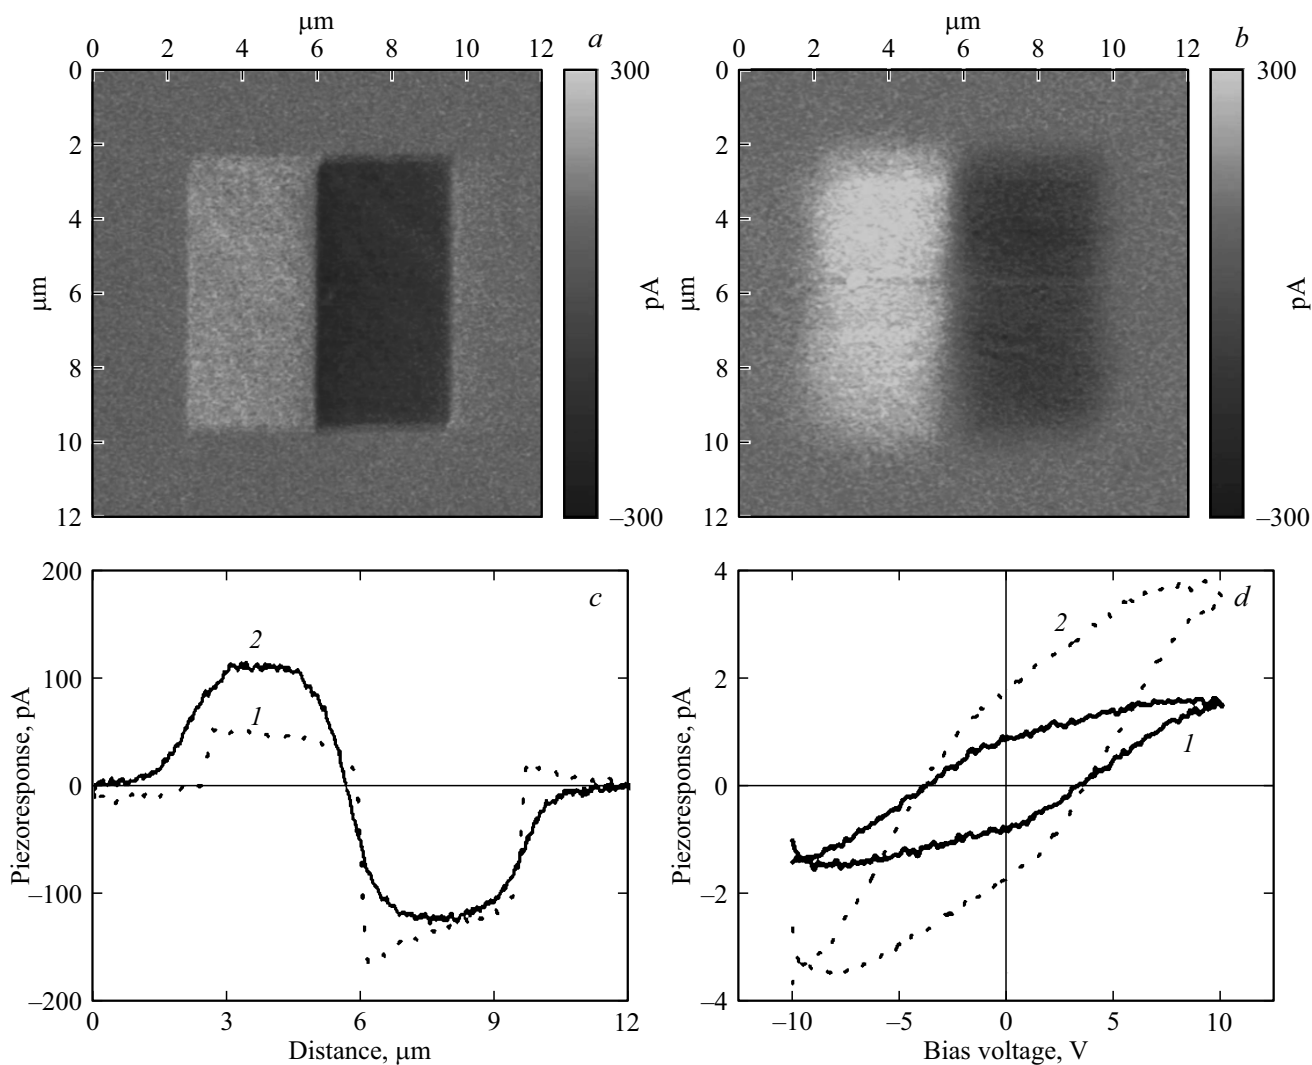 μm
μm
0 2 4 6 8 10 12
a
0 2 4 6 8 10 12
b
0
2
4
6
8
10
12
μm
300
pA
–300
0
2
4
6
8
10
12
μm
300
pA
–300
200
100
0
–100
–200
Piezoresponse, pA
c
2
1
0 3 6 9 12
Distance, μm
4
2
0
–2
–4
Piezoresponse, pA
d
2
1
–10 –5 0 5 10
Bias voltage, V